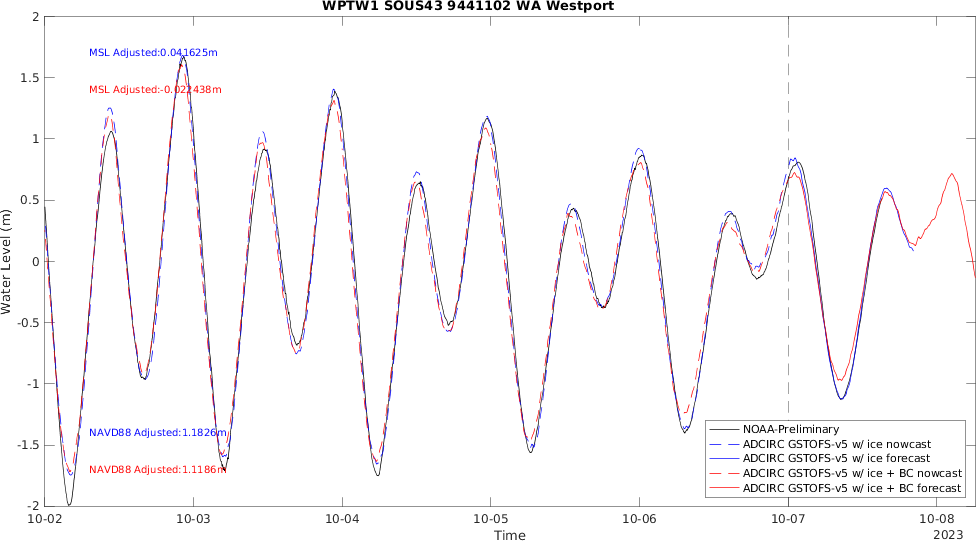 WPTW1 SOUS43 9441102 WA Westport
2
1.5
1
0.5
0
-0.5
-1
-1.5
-2
Water Level (m)
MSL Adjusted:0.041625m
MSL Adjusted:-0.022438m
NAVD88 Adjusted:1.1826m
NAVD88 Adjusted:1.1186m
NOAA-Preliminary
ADCIRC GSTOFS-v5 w/ ice nowcast
ADCIRC GSTOFS-v5 w/ ice forecast
ADCIRC GSTOFS-v5 w/ ice + BC nowcast
ADCIRC GSTOFS-v5 w/ ice + BC forecast
10-02 10-03 10-04 10-05 10-06 10-07 10-08
Time
2023